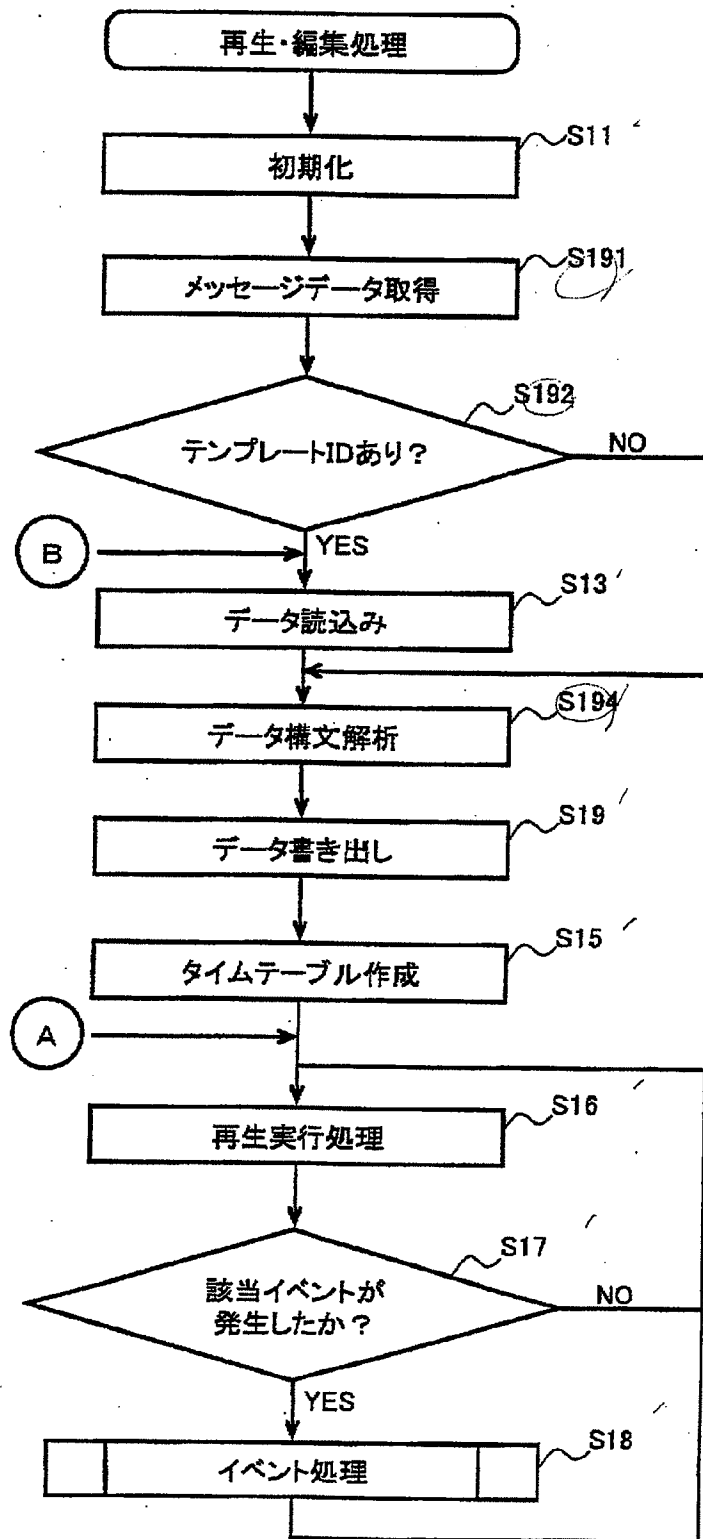 再生・編集処理
初期化
S11
メッセージデータ取得
S191
テンプレートIDあり?
S192
NO
B
YES
データ読込み
S13
データ構文解析
S194
データ書き出し
S19
タイムテーブル作成
S15
A
再生実行処理
S16
該当イベントが
発生したか?
S17
NO
YES
イベント処理
S18